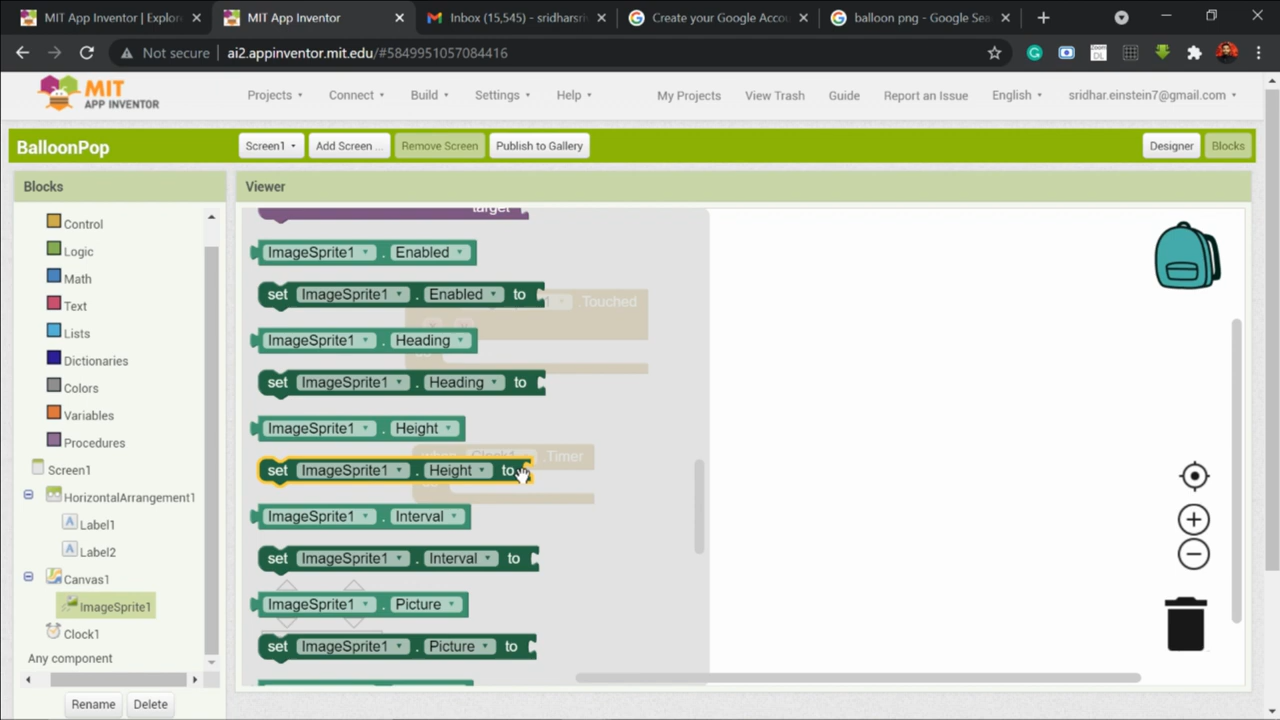 MIT App Inventor | Explor
MIT App Inventor
Inbox (15,545) - sridharsri
Create your Google Accou
balloon png - Google Sea
Not secure
ai2.appinventor.mit.edu/#5849951057084416
MIT
APP INVENTOR
Projects
Connect
Build
Settings
Help
My Projects
View Trash
Guide
Report an Issue
English
sridhar.einstein7@gmail.com
BalloonPop
Screen1
Add Screen ...
Remove Screen
Publish to Gallery
Designer
Blocks
Blocks
Viewer
Control
Logic
Math
Text
Lists
Dictionaries
Colors
Variables
Procedures
Screen1
HorizontalArrangement1
Label1
Label2
Canvas1
ImageSprite1
Clock1
Any component
Rename
Delete
target
ImageSprite1 . Enabled
set ImageSprite1 . Enabled to
1 .Touched
x y
ImageSprite1 . Heading
set ImageSprite1 . Heading to
ImageSprite1 . Height
when Clock1 .Timer
set ImageSprite1 . Height to
do
ImageSprite1 . Interval
set ImageSprite1 . Interval to
ImageSprite1 . Picture
set ImageSprite1 . Picture to